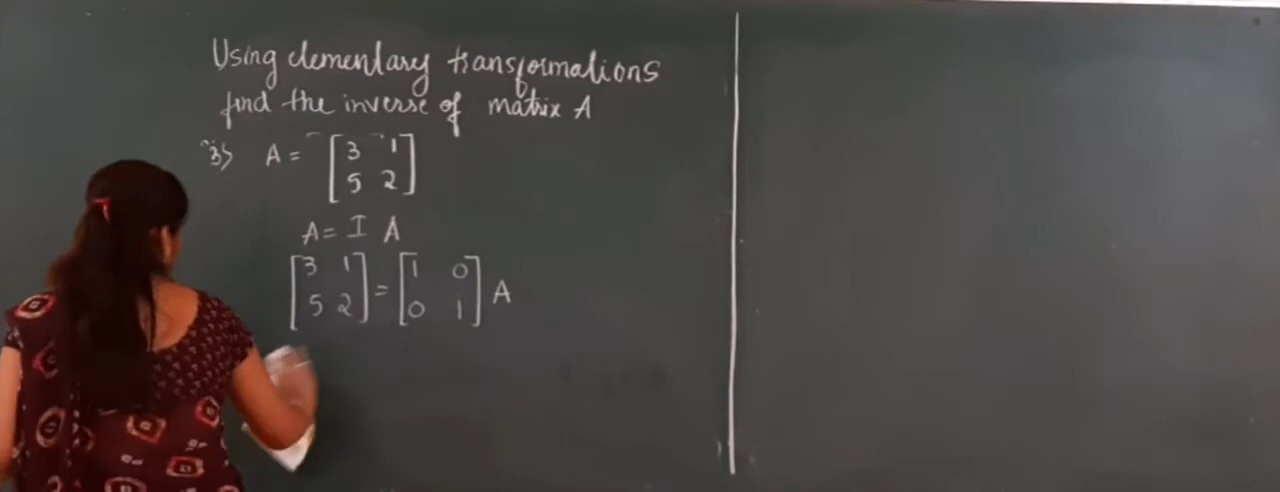 Using elementary transformations
find the inverse of matrix A
3) A = [3 1
5 2]
A = I A
[3 1
5 2] = [1 0
0 1] A